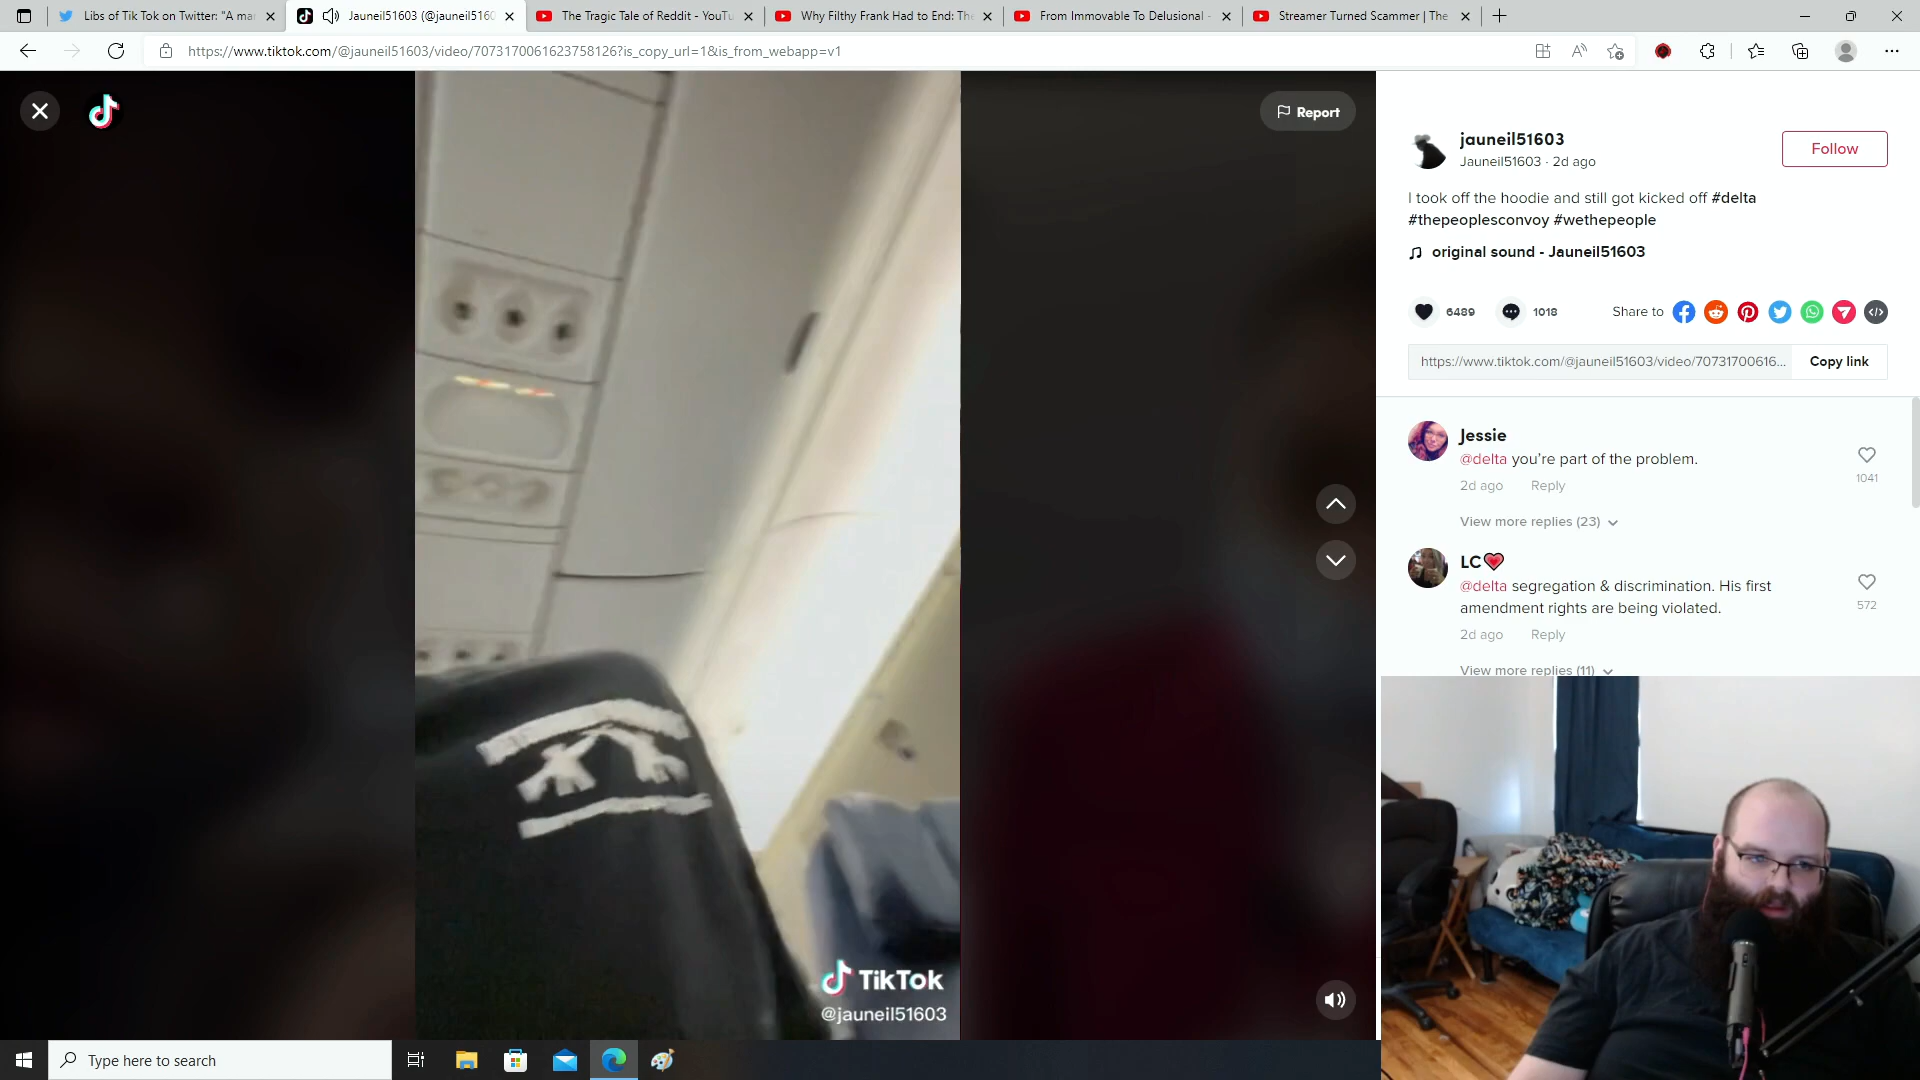 Libs of Tik Tok on Twitter: "A ma
Jauneil51603 (@jauneil5160
The Tragic Tale of Reddit - YouTu
Why Filthy Frank Had to End: The
From Immovable To Delusional -
Streamer Turned Scammer | The
https://www.tiktok.com/@jauneil51603/video/7073170061623758126?is_copy_url=1&is_from_webapp=v1
Report
jauneil51603
Jauneil51603 · 2d ago
Follow
I took off the hoodie and still got kicked off #delta
#thepeoplesconvoy #wethepeople
original sound - Jauneil51603
6489
1018
Share to
https://www.tiktok.com/@jauneil51603/video/70731700616...
Copy link
Jessie
@delta you're part of the problem.
1041
2d ago
Reply
View more replies (23)
LC
@delta segregation & discrimination. His first
amendment rights are being violated.
572
2d ago
Reply
View more replies (11)
TikTok
@jauneil51603
Type here to search